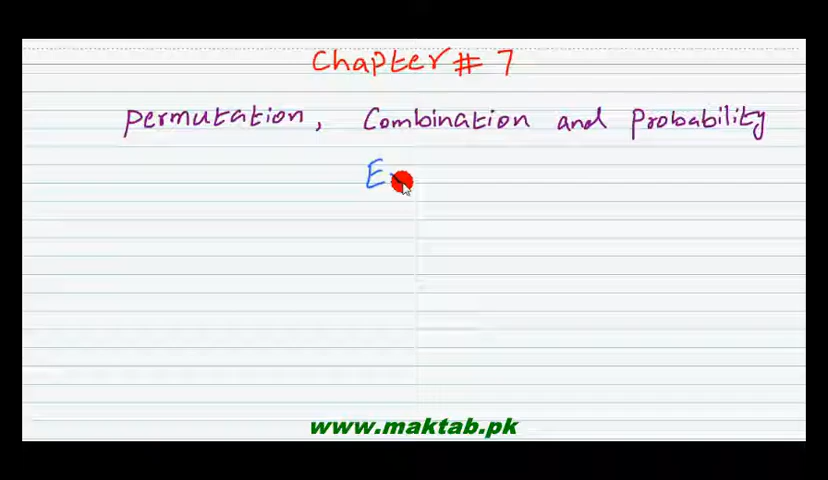 Chapter # 7
Permutation, Combination and Probability
E
www.maktab.pk